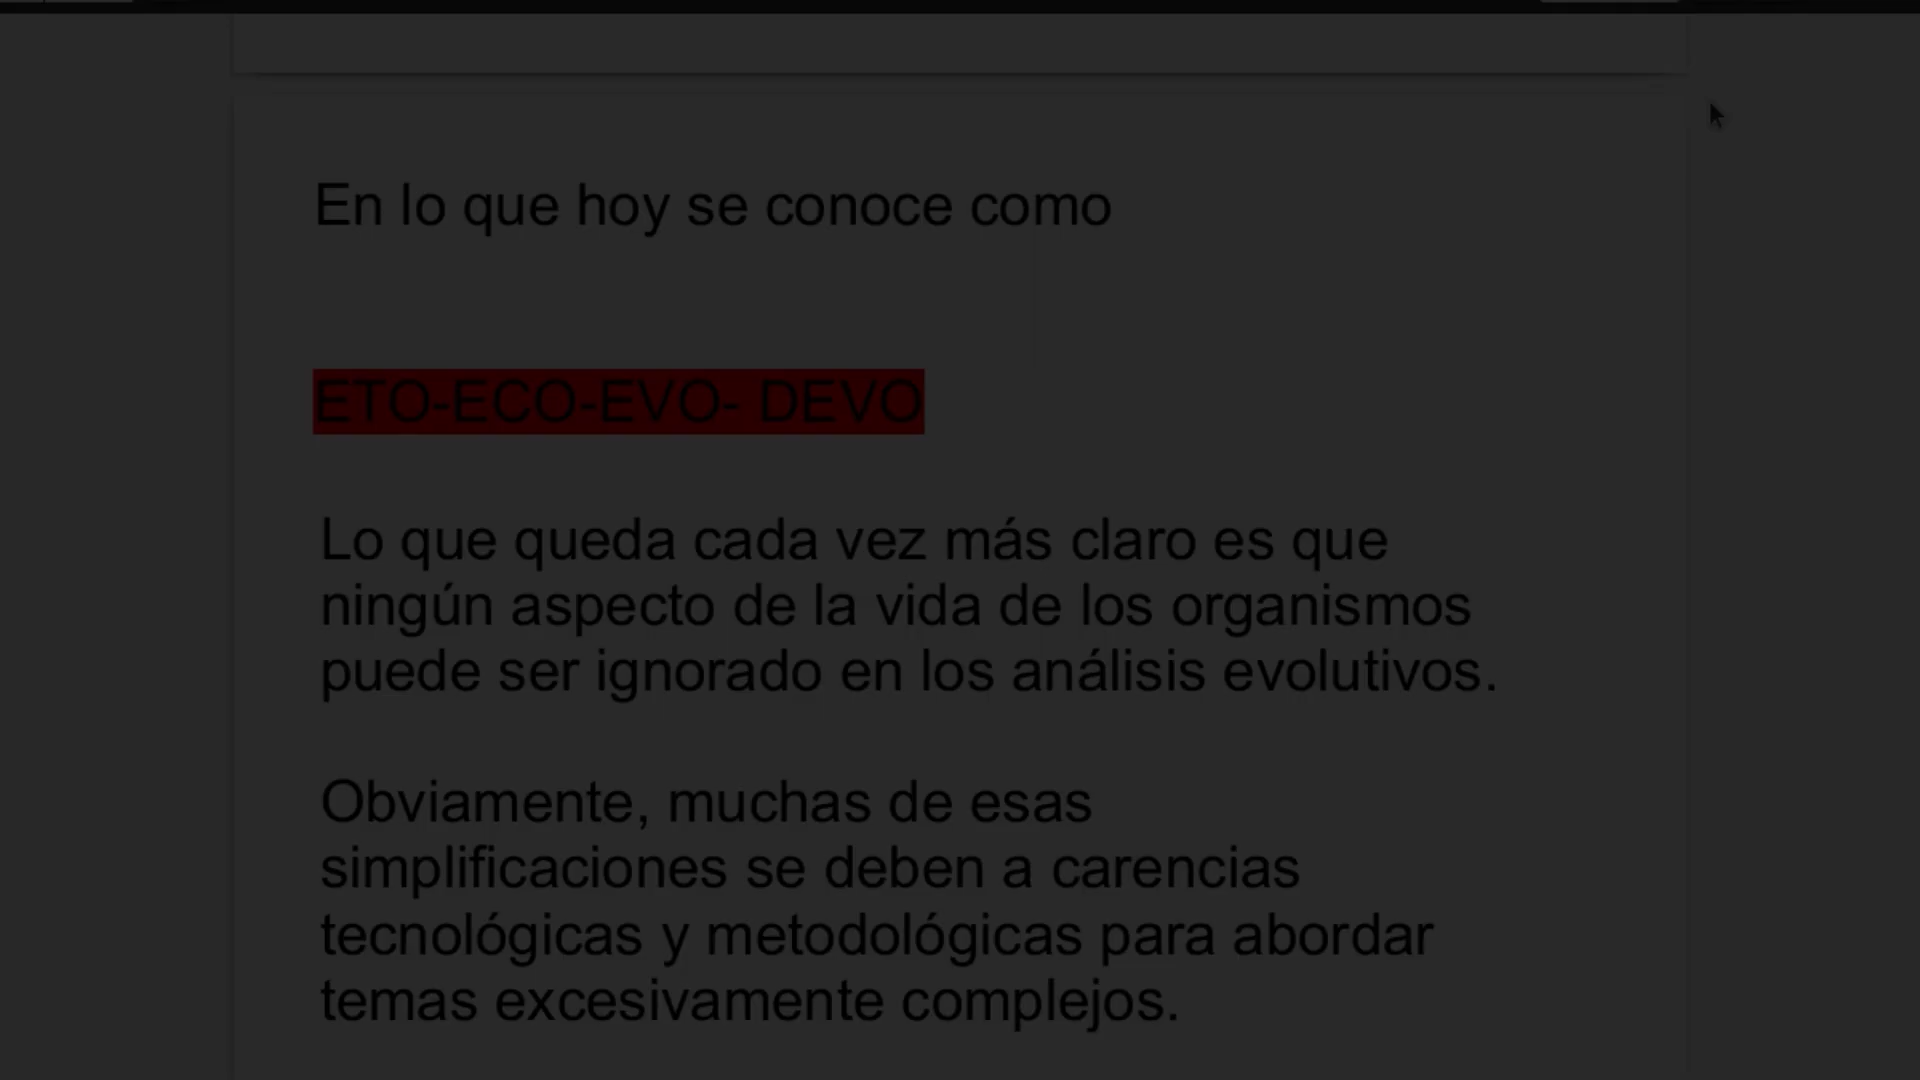 En lo que hoy se conoce como
ETO-ECO-EVO- DEVO
Lo que queda cada vez más claro es que
ningún aspecto de la vida de los organismos
puede ser ignorado en los análisis evolutivos.
Obviamente, muchas de esas
simplificaciones se deben a carencias
tecnológicas y metodológicas para abordar
temas excesivamente complejos.